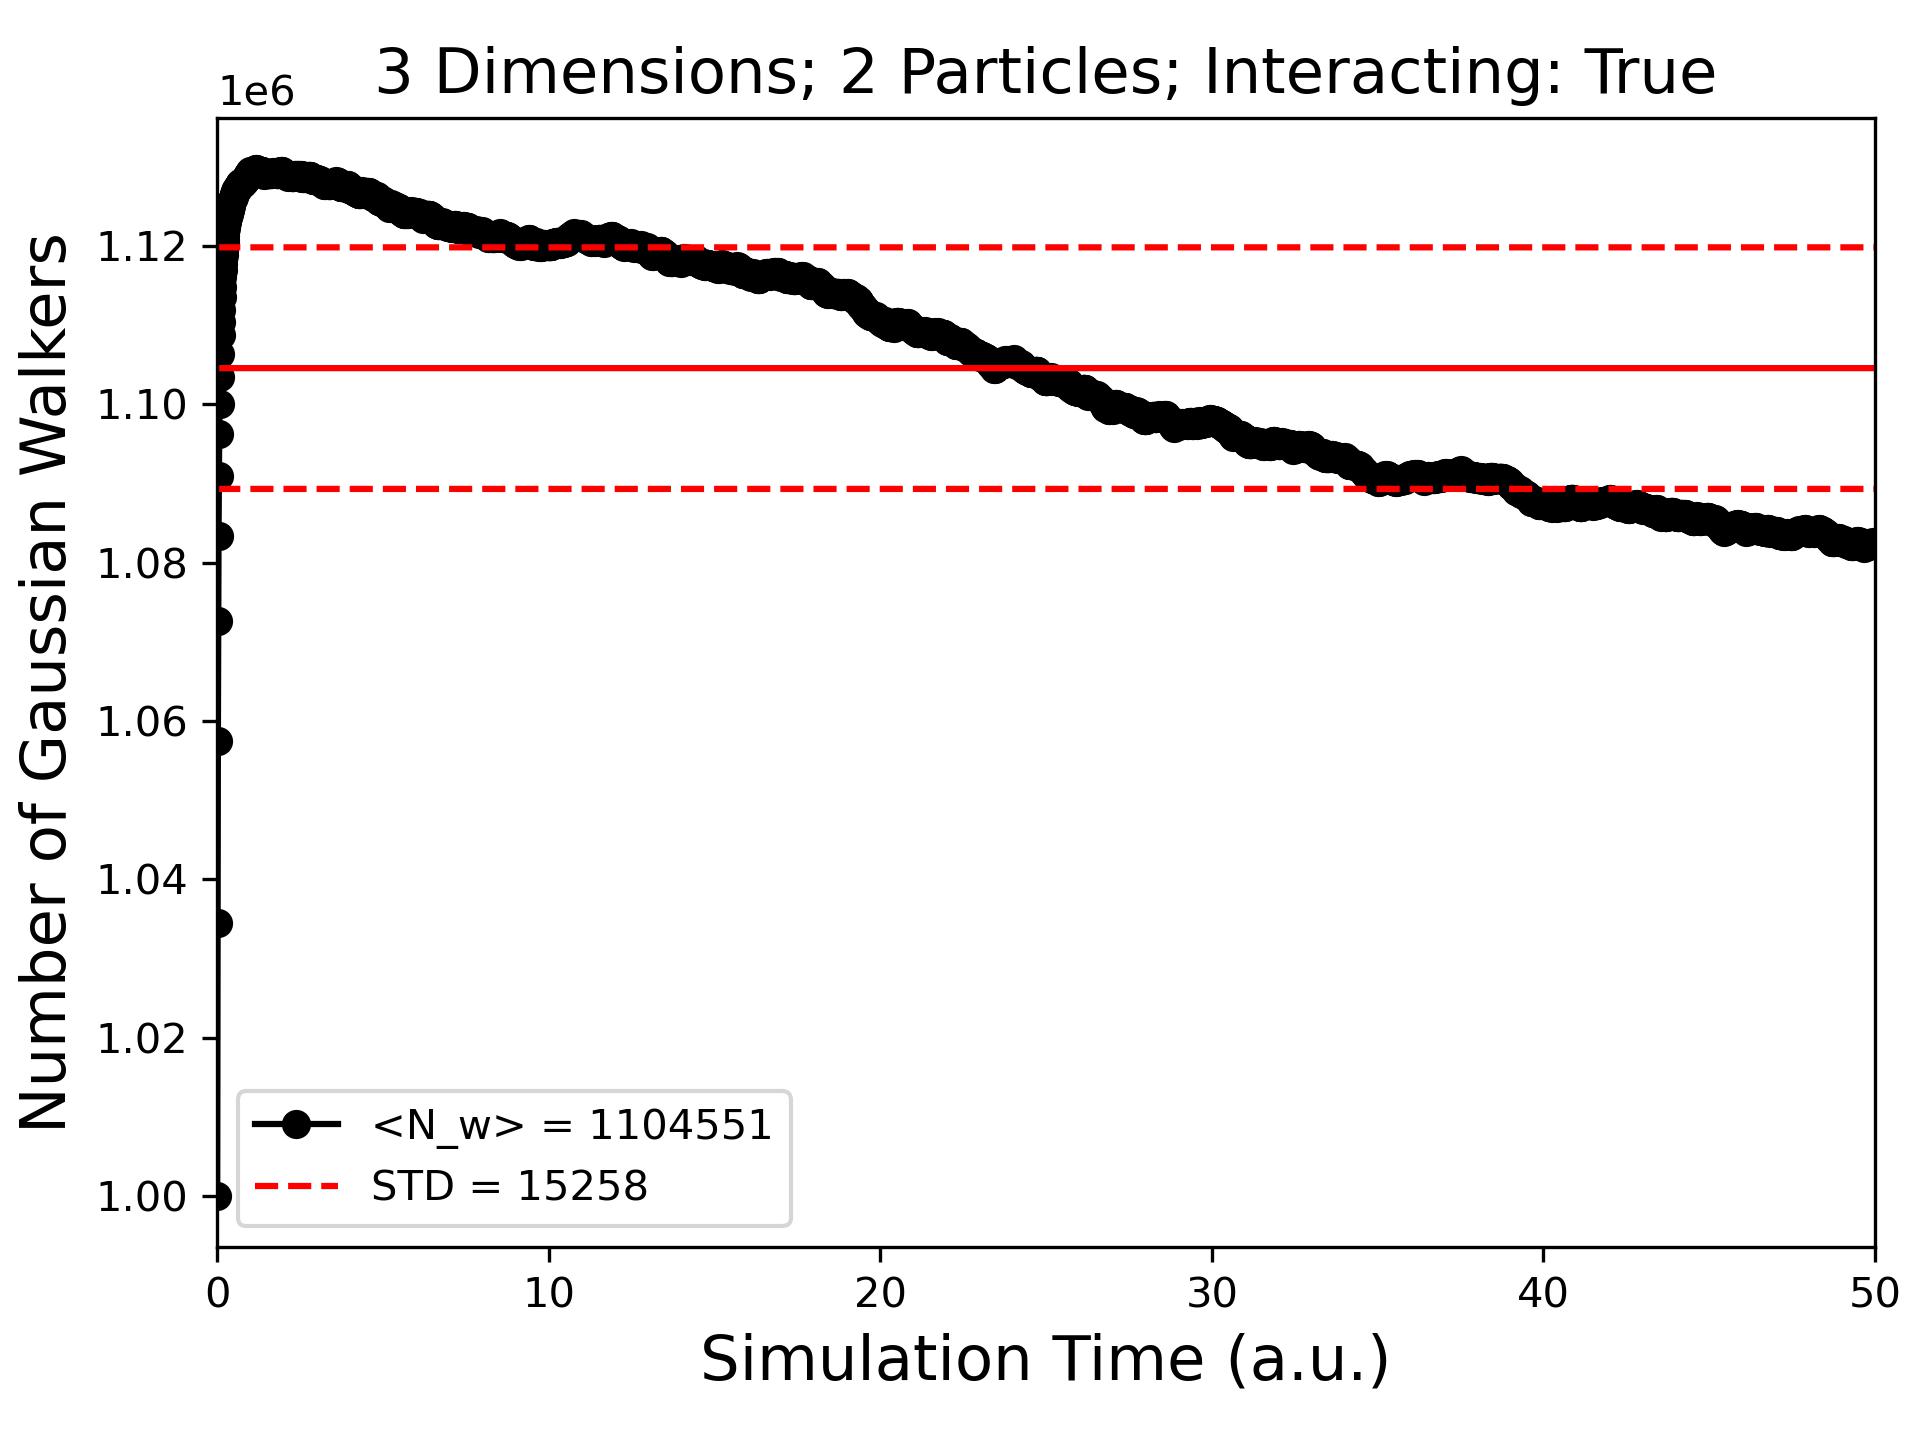 3 Dimensions; 2 Particles; Interacting: True
1e6
Number of Gaussian Walkers
1.12
1.10
1.08
1.06
1.04
1.02
1.00
<N_w> = 1104551
STD = 15258
0 10 20 30 40 50
Simulation Time (a.u.)